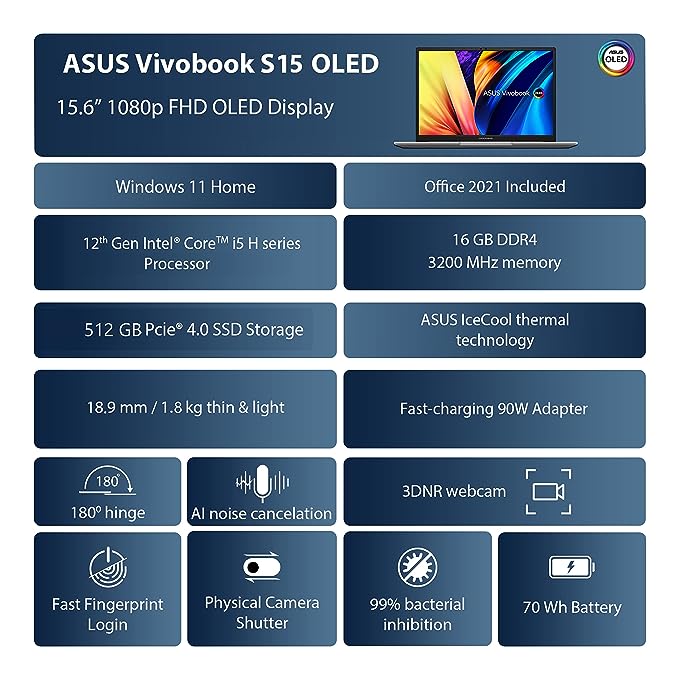 ASUS Vivobook S15 OLED
15.6” 1080p FHD OLED Display
ASUS Vivobook
OLED
ASUS
OLED
Windows 11 Home
Office 2021 Included
12th Gen Intel® Core™ i5 H series
Processor
16 GB DDR4
3200 MHz memory
512 GB Pcie® 4.0 SSD Storage
ASUS IceCool thermal
technology
18.9 mm / 1.8 kg thin & light
Fast-charging 90W Adapter
180°
180º hinge
AI noise cancelation
3DNR webcam
Fast Fingerprint
Login
Physical Camera
Shutter
99% bacterial
inhibition
70 Wh Battery